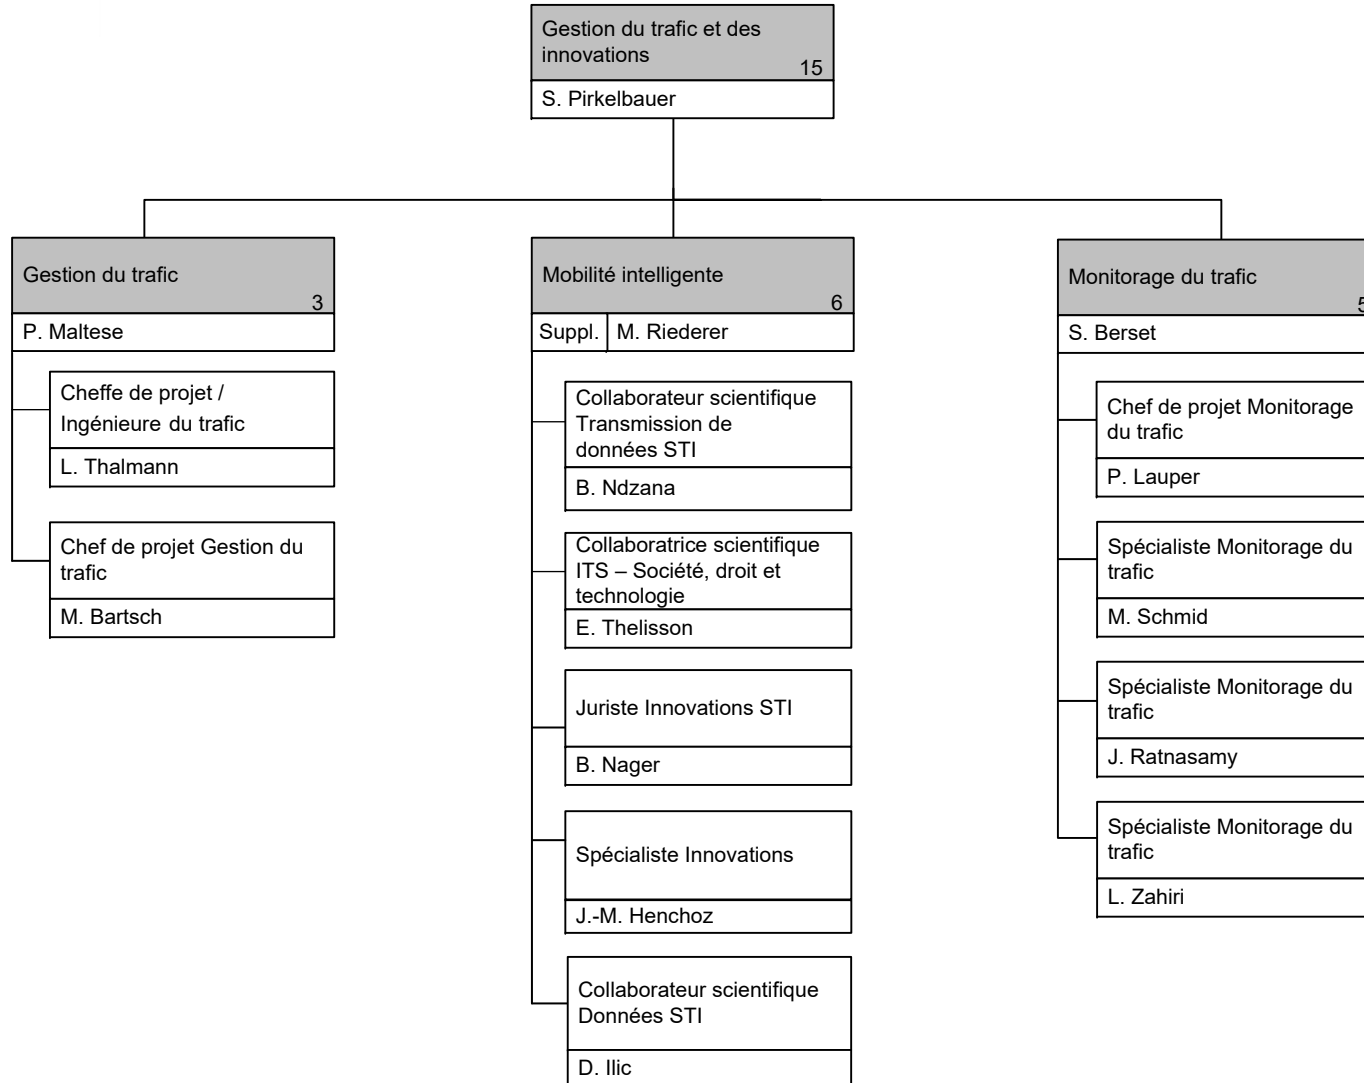 Gestion du trafic et des
innovations
15
S. Pirkelbauer
Gestion du trafic
3
P. Maltese
Cheffe de projet /
Ingénieure du trafic
L. Thalmann
Chef de projet Gestion du
trafic
M. Bartsch
Mobilité intelligente
6
Suppl. M. Riederer
Collaborateur scientifique
Transmission de
données STI
B. Ndzana
Collaboratrice scientifique
ITS – Société, droit et
technologie
E. Thelisson
Juriste Innovations STI
B. Nager
Spécialiste Innovations
J.-M. Henchoz
Collaborateur scientifique
Données STI
D. Ilic
Monitorage du trafic
5
S. Berset
Chef de projet Monitorage
du trafic
P. Lauper
Spécialiste Monitorage du
trafic
M. Schmid
Spécialiste Monitorage du
trafic
J. Ratnasamy
Spécialiste Monitorage du
trafic
L. Zahiri